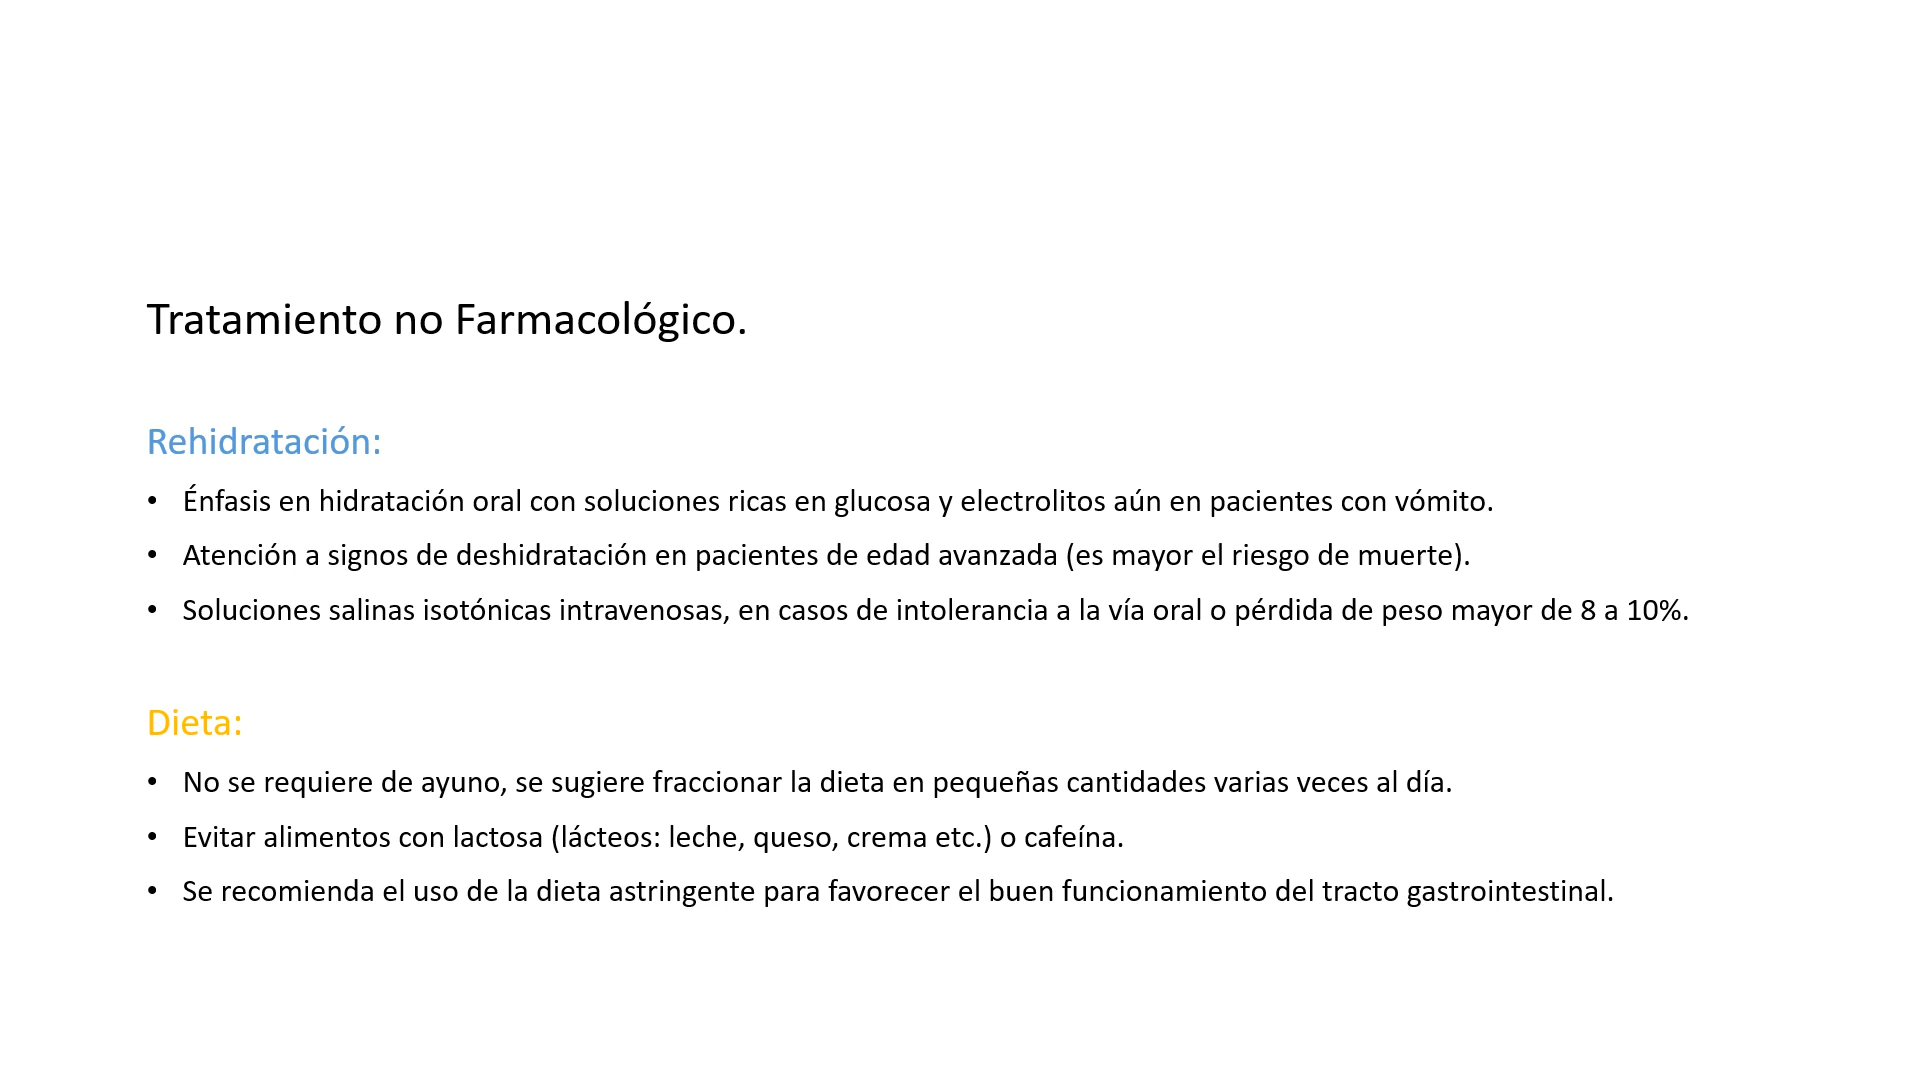 Tratamiento no Farmacológico.
Rehidratación:
• Énfasis en hidratación oral con soluciones ricas en glucosa y electrolitos aún en pacientes con vómito.
• Atención a signos de deshidratación en pacientes de edad avanzada (es mayor el riesgo de muerte).
• Soluciones salinas isotónicas intravenosas, en casos de intolerancia a la vía oral o pérdida de peso mayor de 8 a 10%.
Dieta:
• No se requiere de ayuno, se sugiere fraccionar la dieta en pequeñas cantidades varias veces al día.
• Evitar alimentos con lactosa (lácteos: leche, queso, crema etc.) o cafeína.
• Se recomienda el uso de la dieta astringente para favorecer el buen funcionamiento del tracto gastrointestinal.